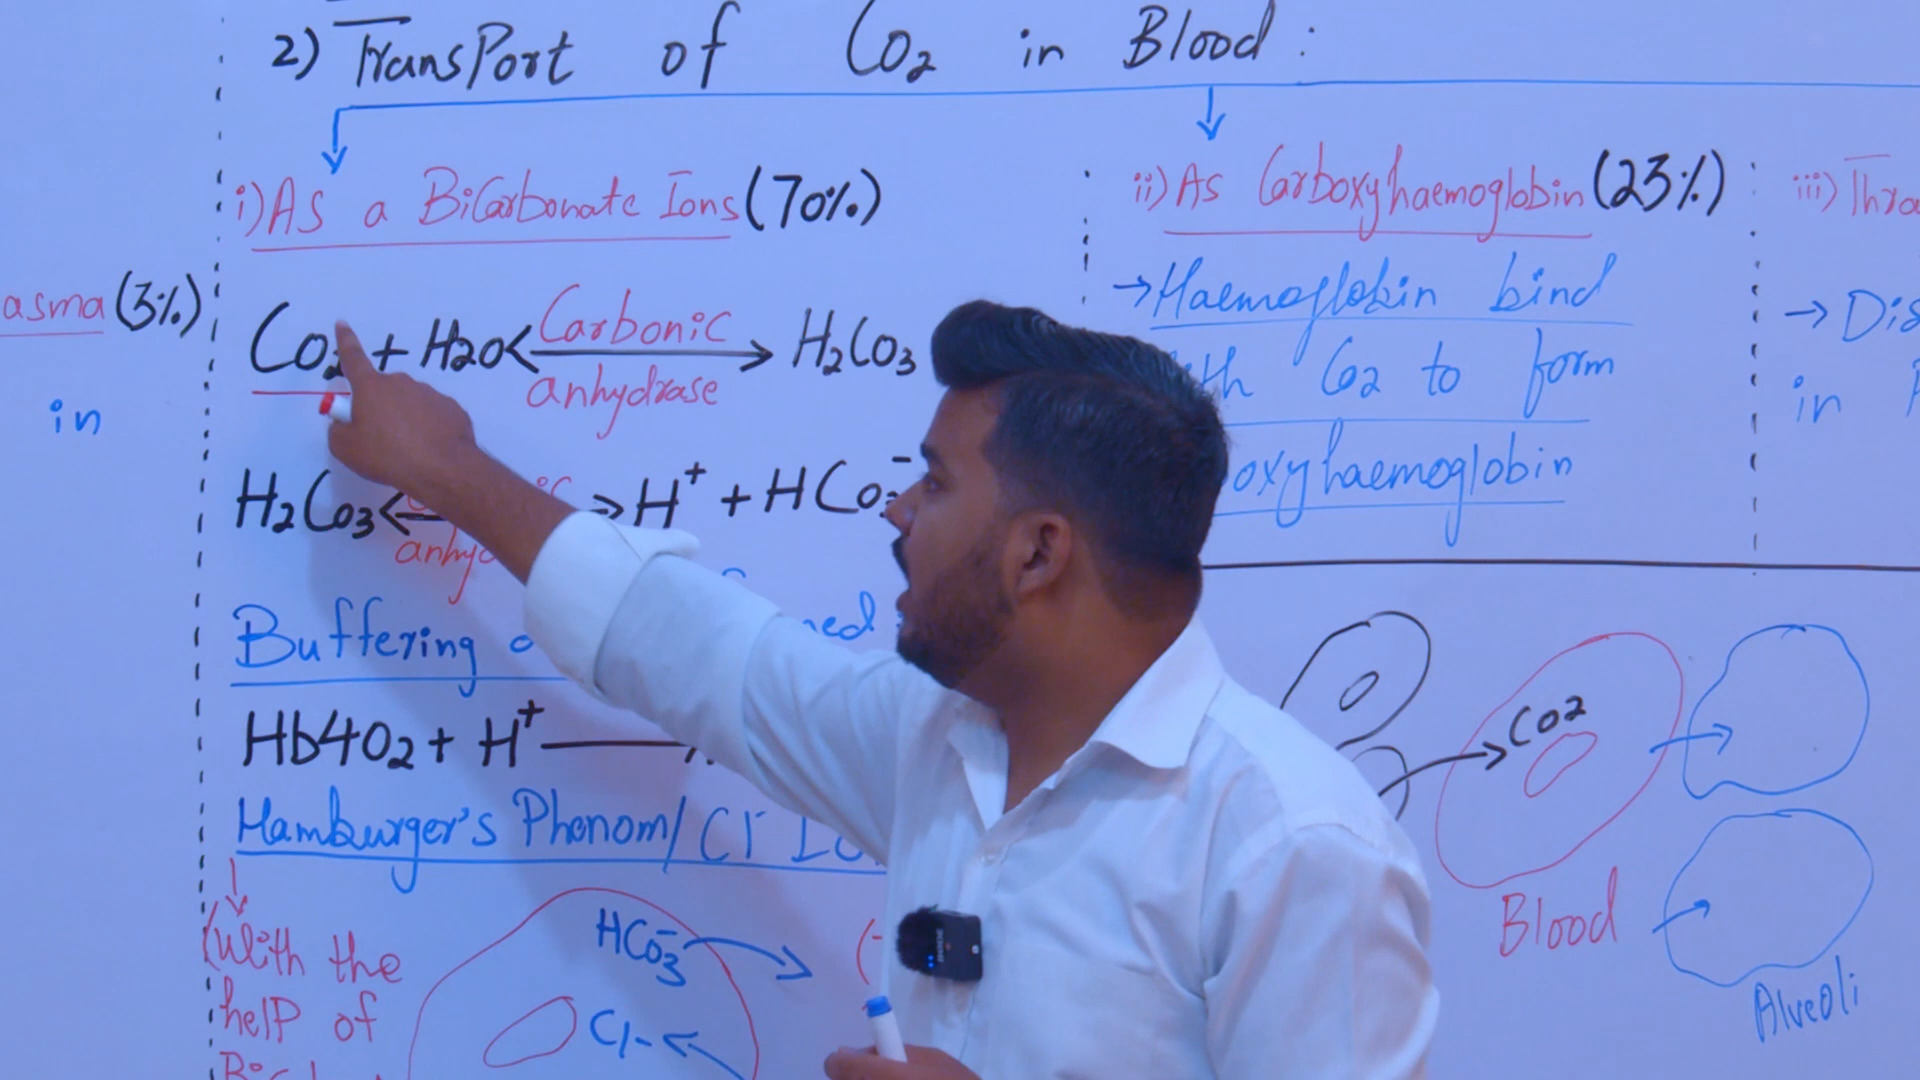 2) Transport of Co2 in Blood :
i) As a BiCarbonate Ions (70%)
Co2 + H2o Carbonic anhydrase H2Co3
H2Co3 H+ + HCo3-
Buffering
Hb4O2 + H+
Hamburger's Phenom/ Cl-
(With the
help of
HCo3-
Cl-
asma (3%)
in
ii) As Carboxyhaemoglobin (23%)
→ Haemoglobin bind
Co2 to form
oxyhaemoglobin
iii)
→ Dis
in
Co2
Blood
Alveoli